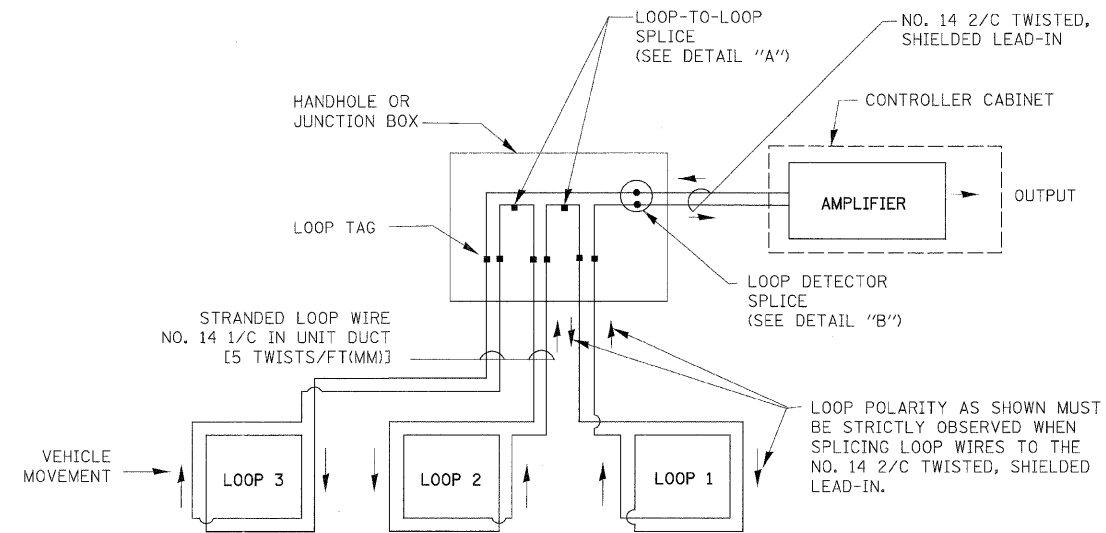 LOOP-TO-LOOP
SPLICE
(SEE DETAIL "A")
NO. 14 2/C TWISTED,
SHIELDED LEAD-IN
HANDHOLE OR
JUNCTION BOX
CONTROLLER CABINET
AMPLIFIER
OUTPUT
LOOP TAG
LOOP DETECTOR
SPLICE
(SEE DETAIL "B")
STRANDED LOOP WIRE
NO. 14 1/C IN UNIT DUCT
[5 TWISTS/FT(MM)]
LOOP POLARITY AS SHOWN MUST
BE STRICTLY OBSERVED WHEN
SPLICING LOOP WIRES TO THE
NO. 14 2/C TWISTED, SHIELDED
LEAD-IN.
VEHICLE
MOVEMENT
LOOP 3
LOOP 2
LOOP 1